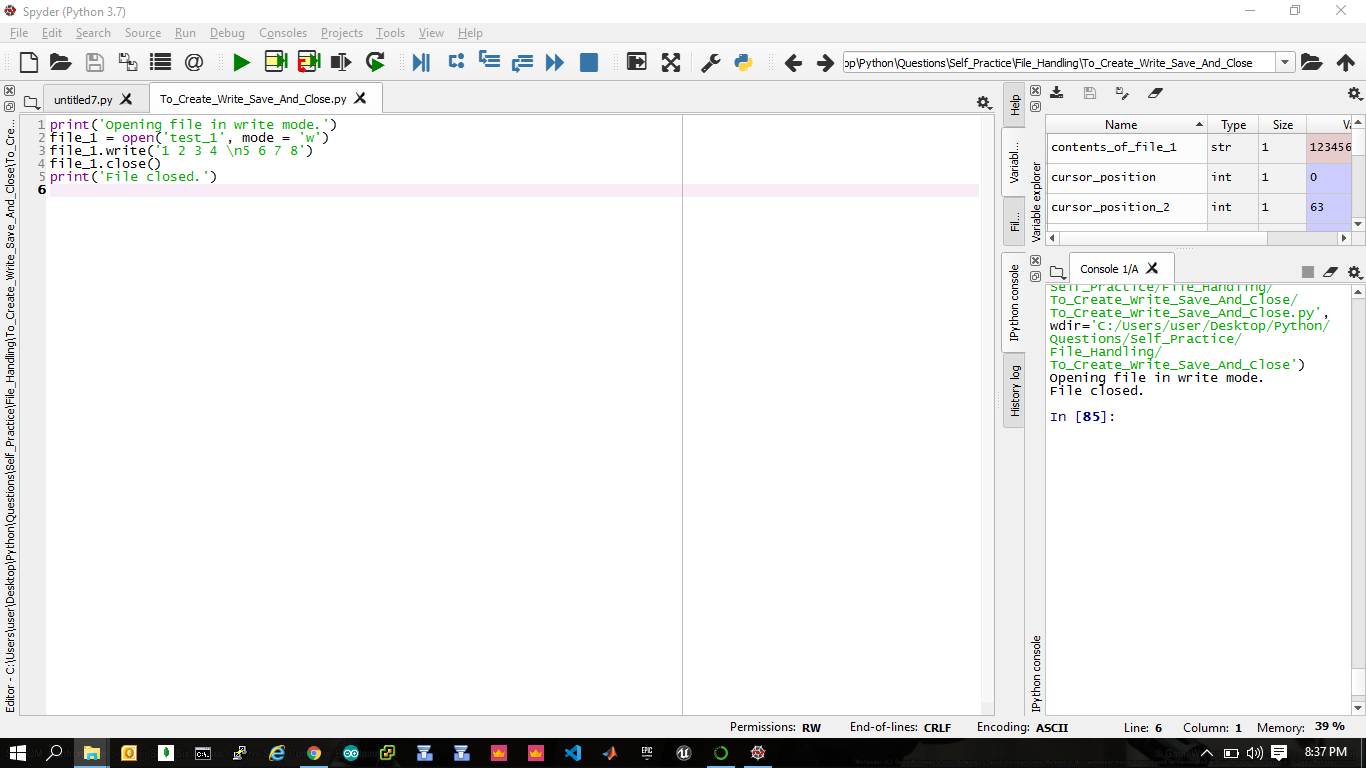 Spyder (Python 3.7)
File Edit Search Source Run Debug Consoles Projects Tools View Help
op\Python\Questions\Self_Practice\File_Handling\To_Create_Write_Save_And_Close
untitled7.py To_Create_Write_Save_And_Close.py
Editor - C:\Users\user\Desktop\Python\Questions\Self_Practice\File_Handling\To_Create_Write_Save_And_Close\To_Cre...
1 print('Opening file in write mode.')
2 file_1 = open('test_1', mode = 'w')
3 file_1.write('1 2 3 4 \n5 6 7 8')
4 file_1.close()
5 print('File closed.')
6
Help
Variabl...
Fil...
Variable explorer
Name Type Size Va
contents_of_file_1 str 1 123456
cursor_position int 1 0
cursor_position_2 int 1 63
IPython console
History log
IPython console
Console 1/A
Self_Practice/File_Handling/
To_Create_Write_Save_And_Close/
To_Create_Write_Save_And_Close.py',
wdir='C:/Users/user/Desktop/Python/
Questions/Self_Practice/
File_Handling/
To_Create_Write_Save_And_Close')
Opening file in write mode.
File closed.
In [85]:
Permissions: RW End-of-lines: CRLF Encoding: ASCII Line: 6 Column: 1 Memory: 39 %
8:37 PM